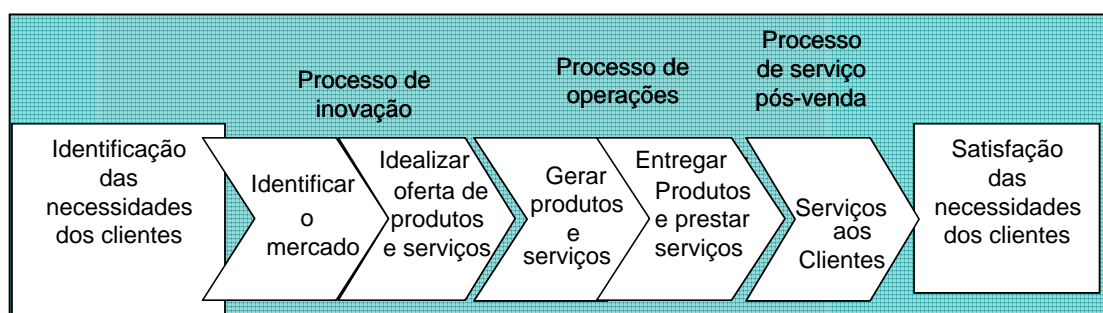 Processo de
inovação
Processo de
operações
Processo
de serviço
pós-venda
Identificação
das
necessidades
dos clientes
Identificar
o
mercado
Idealizar
oferta de
produtos
e serviços
Gerar
produtos
e
serviços
Entregar
Produtos
e prestar
serviços
Serviços
aos
Clientes
Satisfação
das
necessidades
dos clientes